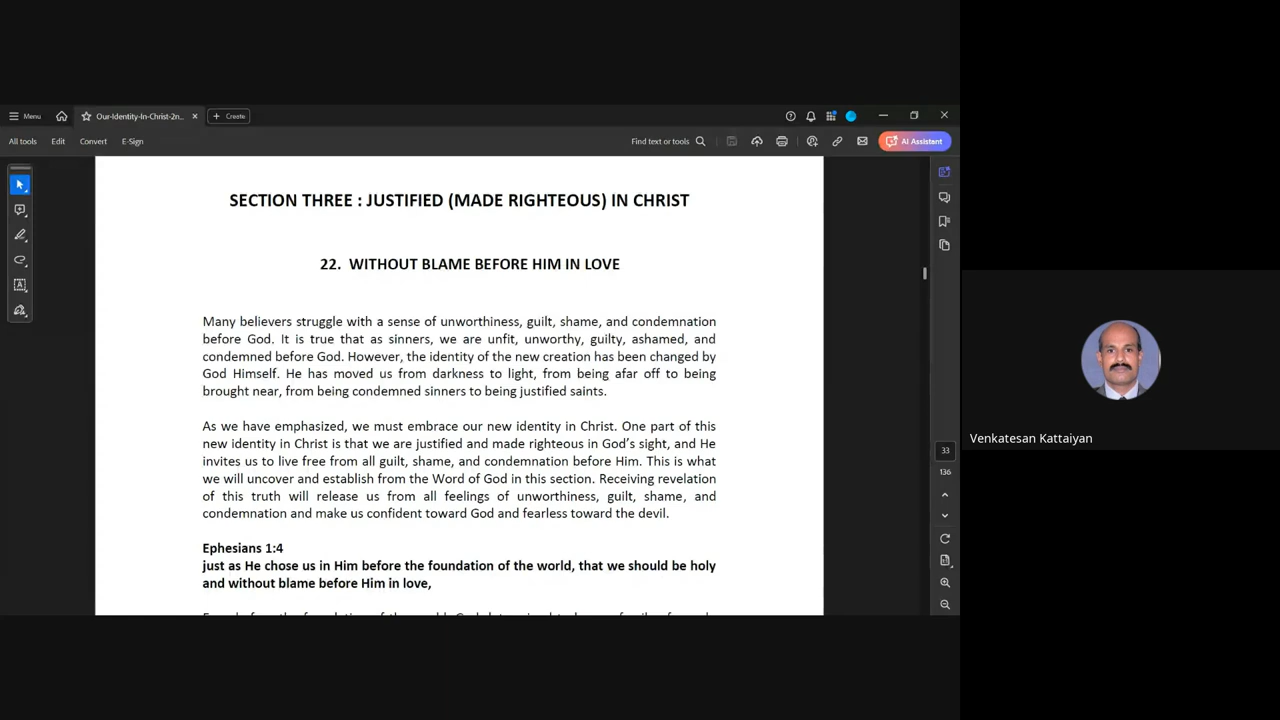 Menu
Our-Identity-In-Christ-2n...
Create
All tools
Edit
Convert
E-Sign
Find text or tools
AI Assistant
SECTION THREE : JUSTIFIED (MADE RIGHTEOUS) IN CHRIST
22. WITHOUT BLAME BEFORE HIM IN LOVE
Many believers struggle with a sense of unworthiness, guilt, shame, and condemnation
before God. It is true that as sinners, we are unfit, unworthy, guilty, ashamed, and
condemned before God. However, the identity of the new creation has been changed by
God Himself. He has moved us from darkness to light, from being afar off to being
brought near, from being condemned sinners to being justified saints.
As we have emphasized, we must embrace our new identity in Christ. One part of this
new identity in Christ is that we are justified and made righteous in God's sight, and He
invites us to live free from all guilt, shame, and condemnation before Him. This is what
we will uncover and establish from the Word of God in this section. Receiving revelation
of this truth will release us from all feelings of unworthiness, guilt, shame, and
condemnation and make us confident toward God and fearless toward the devil.
Ephesians 1:4
just as He chose us in Him before the foundation of the world, that we should be holy
and without blame before Him in love,
33
136
Venkatesan Kattaiyan